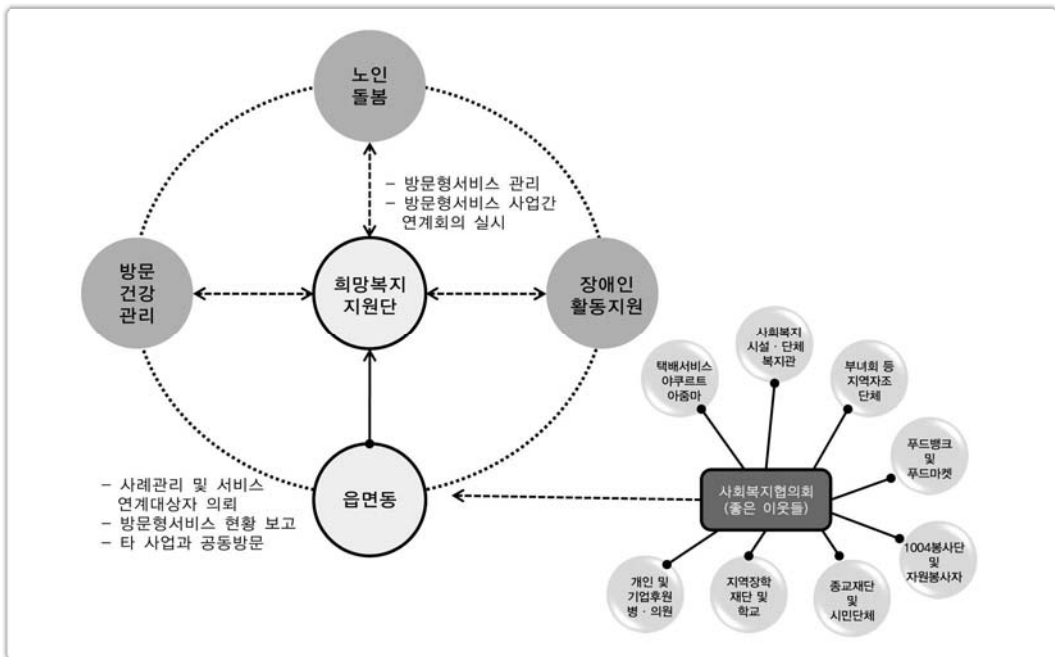 노인
돌봄
– 방문형서비스 관리
– 방문형서비스 사업간
연계회의 실시
방문
건강
관리
희망복지
지원단
장애인
활동지원
사회복지
시설·단체
복지관
택배서비스
야쿠르트
아줌마
부녀회 등
지역자조
단체
푸드뱅크
및
푸드마켓
– 사례관리 및 서비스
연계대상자 의뢰
– 방문형서비스 현황 보고
– 타 사업과 공동방문
읍면동
사회복지협의회
(좋은 이웃들)
1004봉사단
및
자원봉사자
개인 및
기업후원
병·의원
지역장학
재단 및
학교
종교재단
및
시민단체